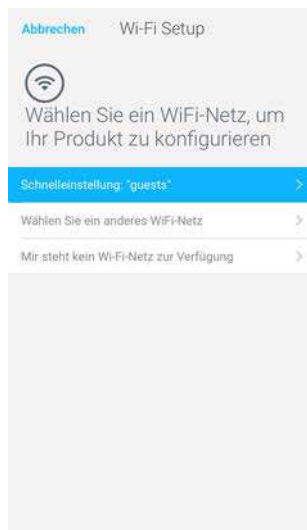 Abbrechen Wi-Fi Setup
Wählen Sie ein WiFi-Netz, um
Ihr Produkt zu konfigurieren
Schnelleinstellung: "guests"
Wählen Sie ein anderes WiFi-Netz
Mir steht kein Wi-Fi-Netz zur Verfügung